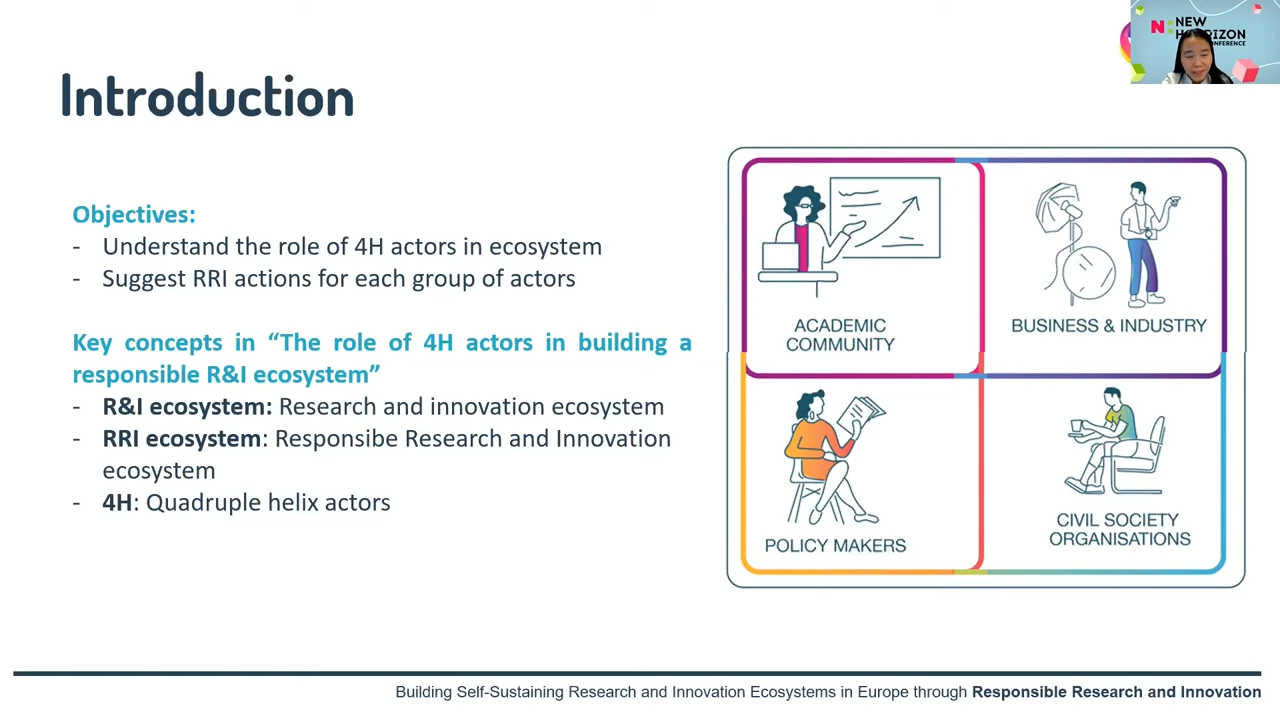 NEW
CONFERENCE
Introduction
Objectives:
- Understand the role of 4H actors in ecosystem
- Suggest RRI actions for each group of actors
Key concepts in “The role of 4H actors in building a
responsible R&I ecosystem”
- R&I ecosystem: Research and innovation ecosystem
- RRI ecosystem: Responsibe Research and Innovation
ecosystem
- 4H: Quadruple helix actors
ACADEMIC
COMMUNITY
BUSINESS & INDUSTRY
POLICY MAKERS
CIVIL SOCIETY
ORGANISATIONS
Building Self-Sustaining Research and Innovation Ecosystems in Europe through Responsible Research and Innovation